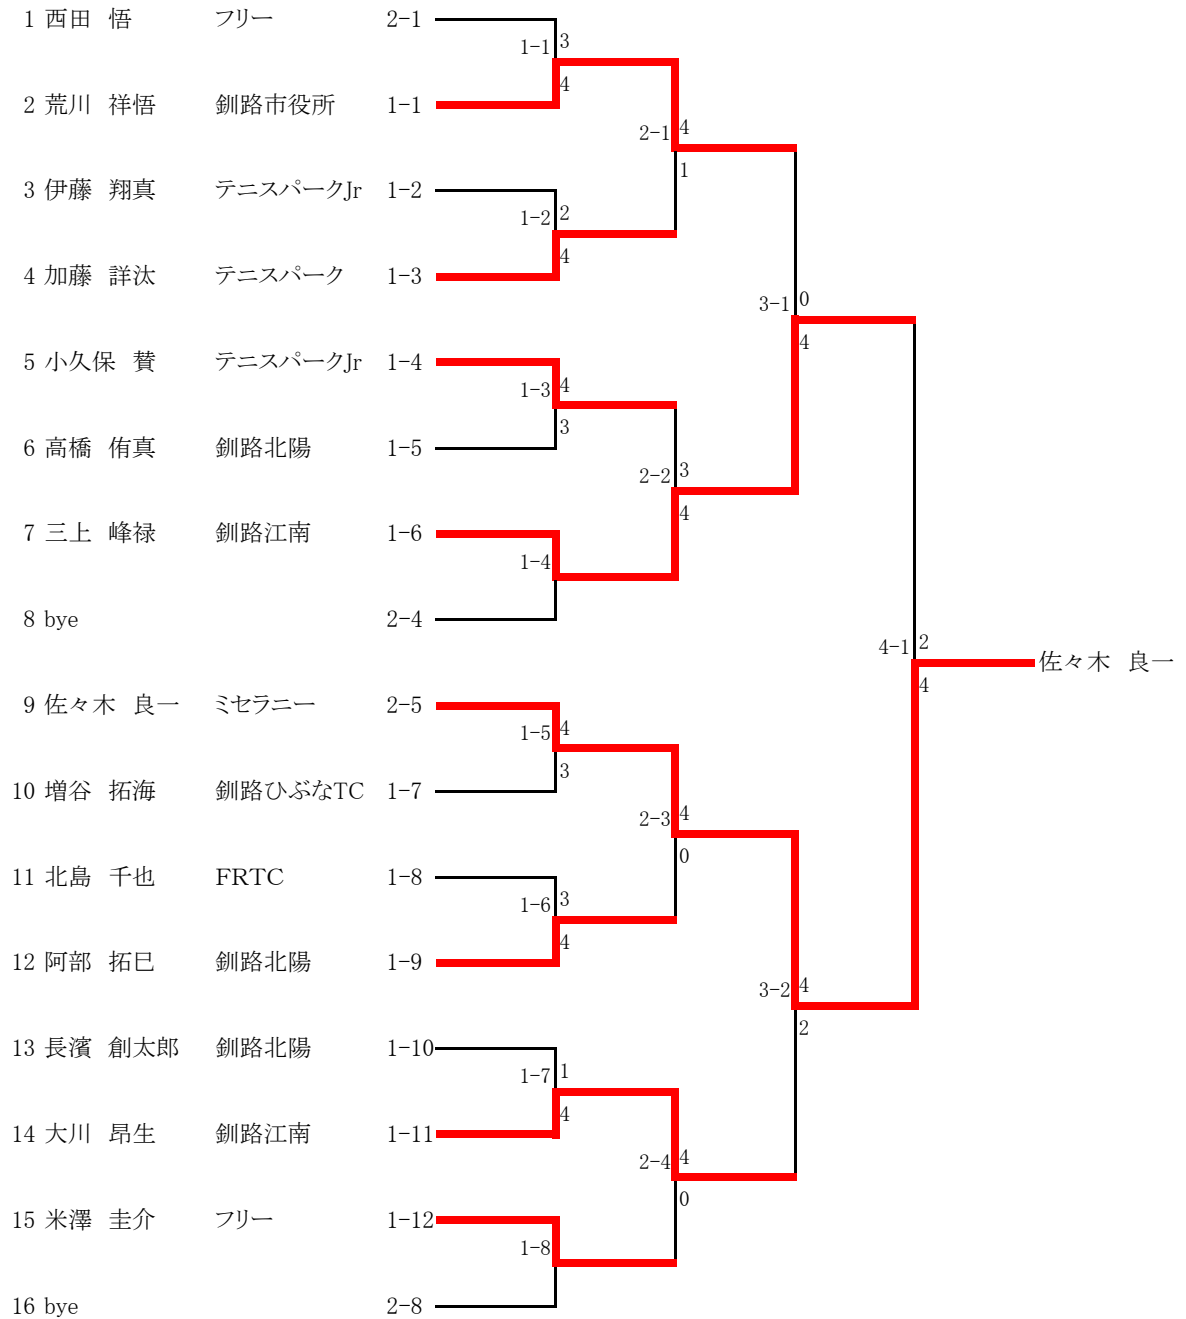 1 西田 悟 フリー 2-1
1-1 3
4
2 荒川 祥悟 釧路市役所 1-1
2-1 4
1
3 伊藤 翔真 テニスパークJr 1-2
1-2 2
4
4 加藤 詳汰 テニスパーク 1-3
3-1 0
4
5 小久保 賛 テニスパークJr 1-4
1-3 4
3
6 高橋 侑真 釧路北陽 1-5
2-2 3
4
7 三上 峰禄 釧路江南 1-6
1-4
8 bye 2-4
4-1 2
佐々木 良一
4
9 佐々木 良一 ミセラニー 2-5
1-5 4
3
10 増谷 拓海 釧路ひぶなTC 1-7
2-3 4
0
11 北島 千也 FRTC 1-8
1-6 3
4
12 阿部 拓巳 釧路北陽 1-9
3-2 4
2
13 長濱 創太郎 釧路北陽 1-10
1-7 1
4
14 大川 昂生 釧路江南 1-11
2-4 4
0
15 米澤 圭介 フリー 1-12
1-8
16 bye 2-8